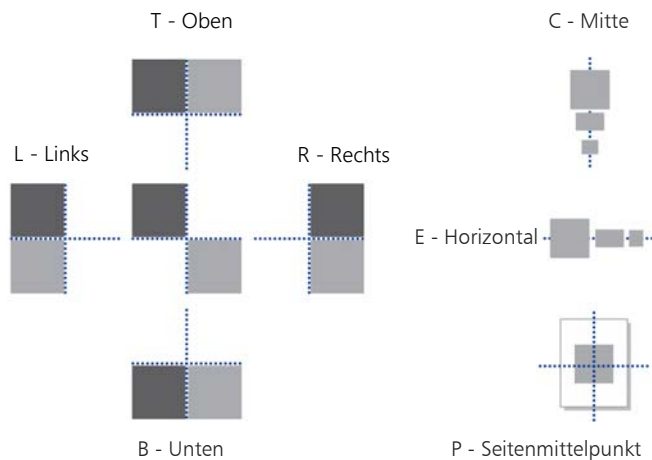 T - Oben
C - Mitte
L - Links
R - Rechts
E - Horizontal
B - Unten
P - Seitenmittelpunkt